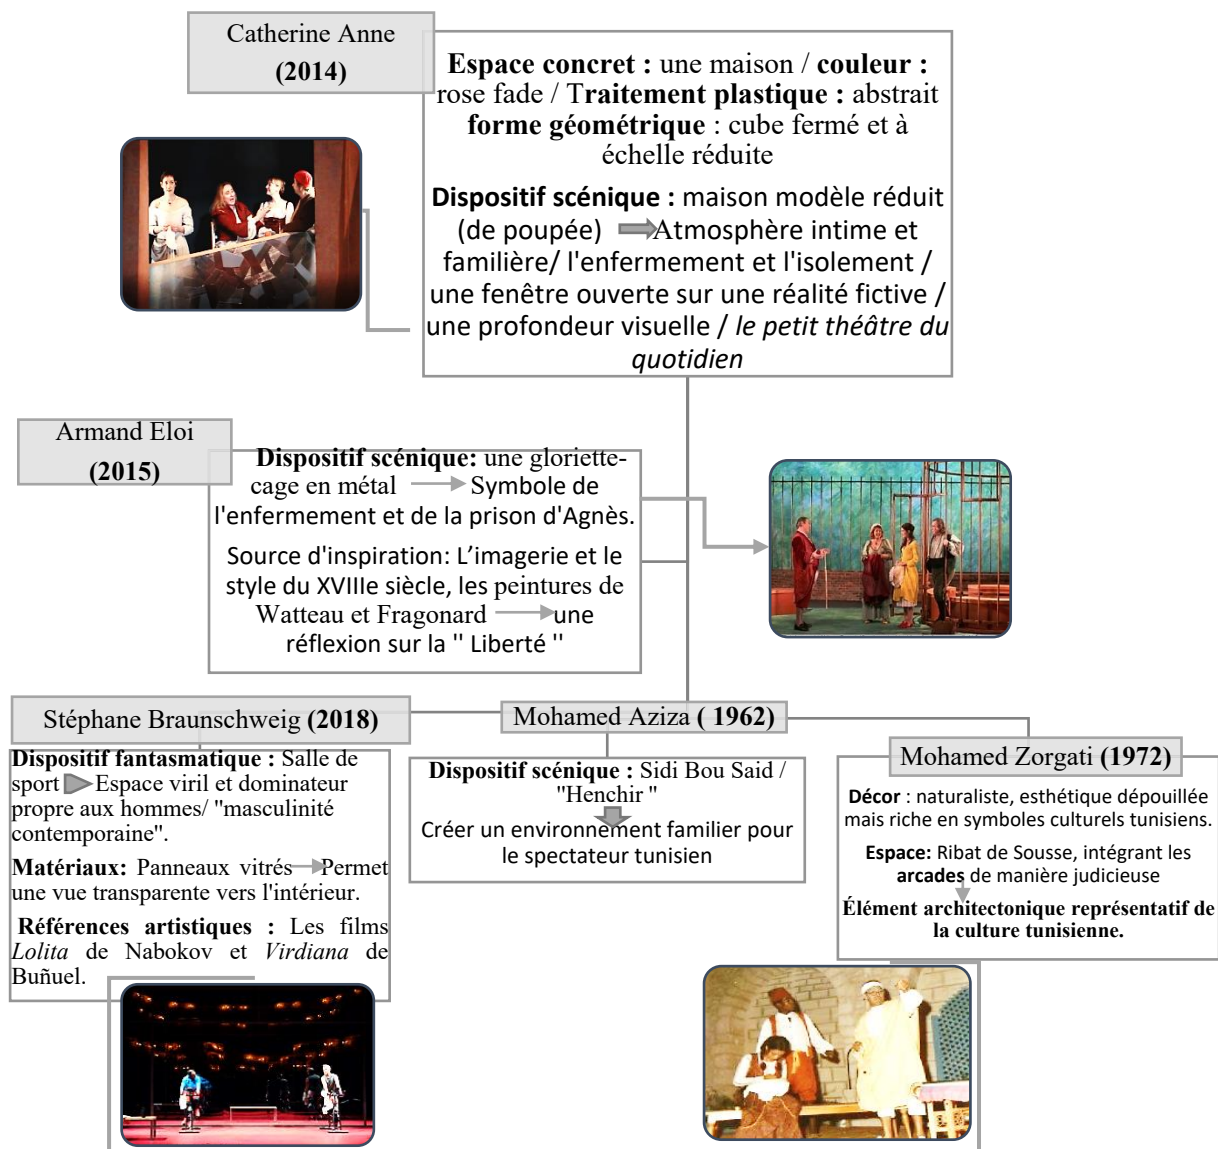 Catherine Anne
(2014)
Espace concret : une maison / couleur :
rose fade / Traitement plastique : abstrait
forme géométrique : cube fermé et à
échelle réduite
Dispositif scénique : maison modèle réduit
(de poupée) Atmosphère intime et
familière/ l'enfermement et l'isolement /
une fenêtre ouverte sur une réalité fictive /
une profondeur visuelle / le petit théâtre du
quotidien
Armand Eloi
(2015)
Dispositif scénique: une gloriette-
cage en métal Symbole de
l'enfermement et de la prison d'Agnès.
Source d'inspiration: L’imagerie et le
style du XVIIIe siècle, les peintures de
Watteau et Fragonard une
réflexion sur la " Liberté "
Stéphane Braunschweig (2018)
Dispositif fantasmatique : Salle de
sport Espace viril et dominateur
propre aux hommes/ "masculinité
contemporaine".
Matériaux: Panneaux vitrés Permet
une vue transparente vers l'intérieur.
Références artistiques : Les films
Lolita de Nabokov et Virdiana de
Buñuel.
Mohamed Aziza ( 1962)
Dispositif scénique : Sidi Bou Said /
"Henchir "
Créer un environnement familier pour
le spectateur tunisien
Mohamed Zorgati (1972)
Décor : naturaliste, esthétique dépouillée
mais riche en symboles culturels tunisiens.
Espace: Ribat de Sousse, intégrant les
arcades de manière judicieuse
Élément architectonique représentatif de
la culture tunisienne.